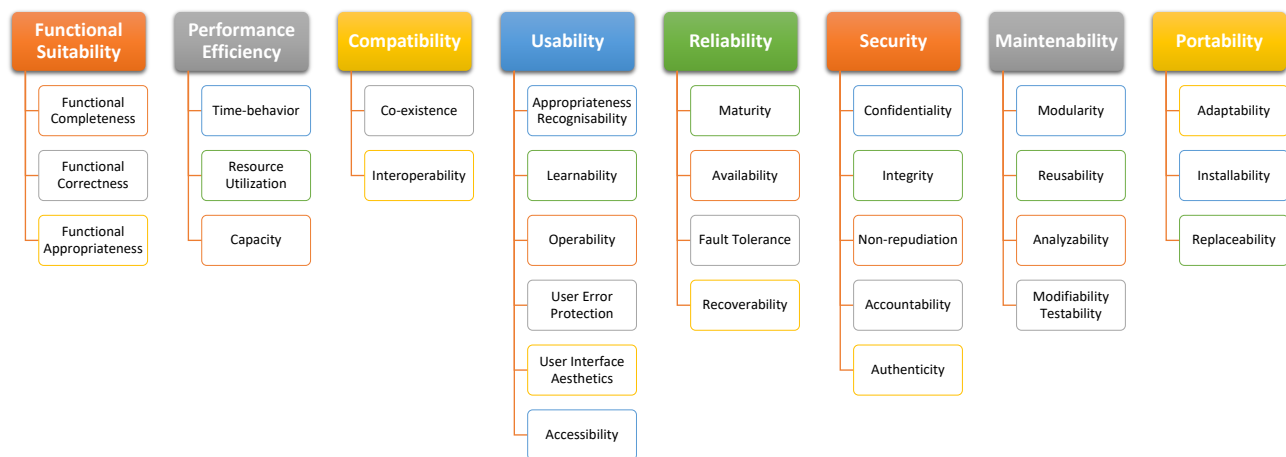 Functional
Suitability
Functional
Completeness
Functional
Correctness
Functional
Appropriateness
Performance
Efficiency
Time-behavior
Resource
Utilization
Capacity
Compatibility
Co-existence
Interoperability
Usability
Appropriateness
Recognisability
Learnability
Operability
User Error
Protection
User Interface
Aesthetics
Accessibility
Reliability
Maturity
Availability
Fault Tolerance
Recoverability
Security
Confidentiality
Integrity
Non-repudiation
Accountability
Authenticity
Maintenability
Modularity
Reusability
Analyzability
Modifiability
Testability
Portability
Adaptability
Installability
Replaceability